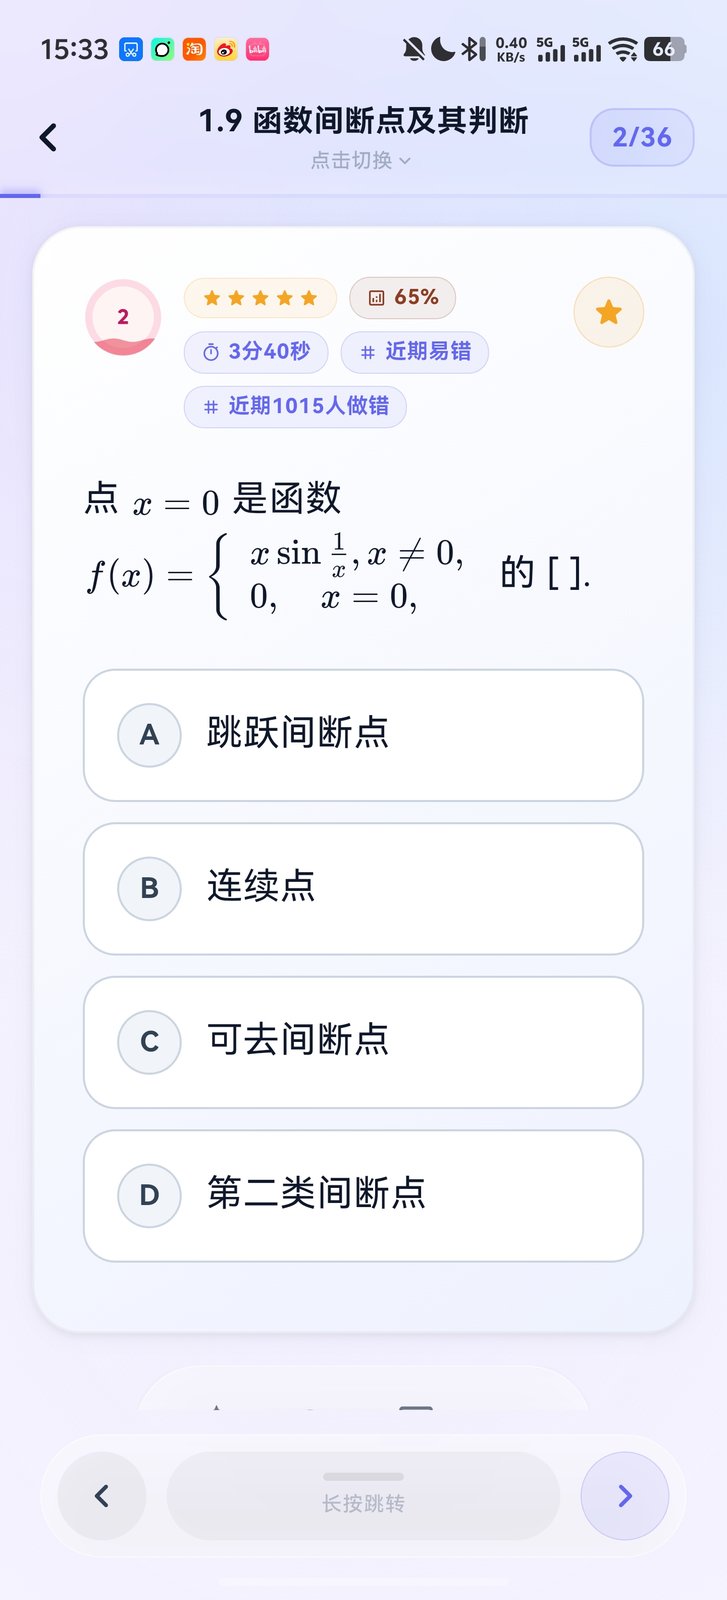 15:33 淘 LaLa 0.40 KB/s 5G 5G 66
1.9 函数间断点及其判断
点击切换
2/36
2
65%
3分40秒
# 近期易错
# 近期1015人做错
点 x = 0 是函数
f(x) = { x sin 1/x, x ≠ 0,
0, x = 0, 的 [ ].
A 跳跃间断点
B 连续点
C 可去间断点
D 第二类间断点
长按跳转